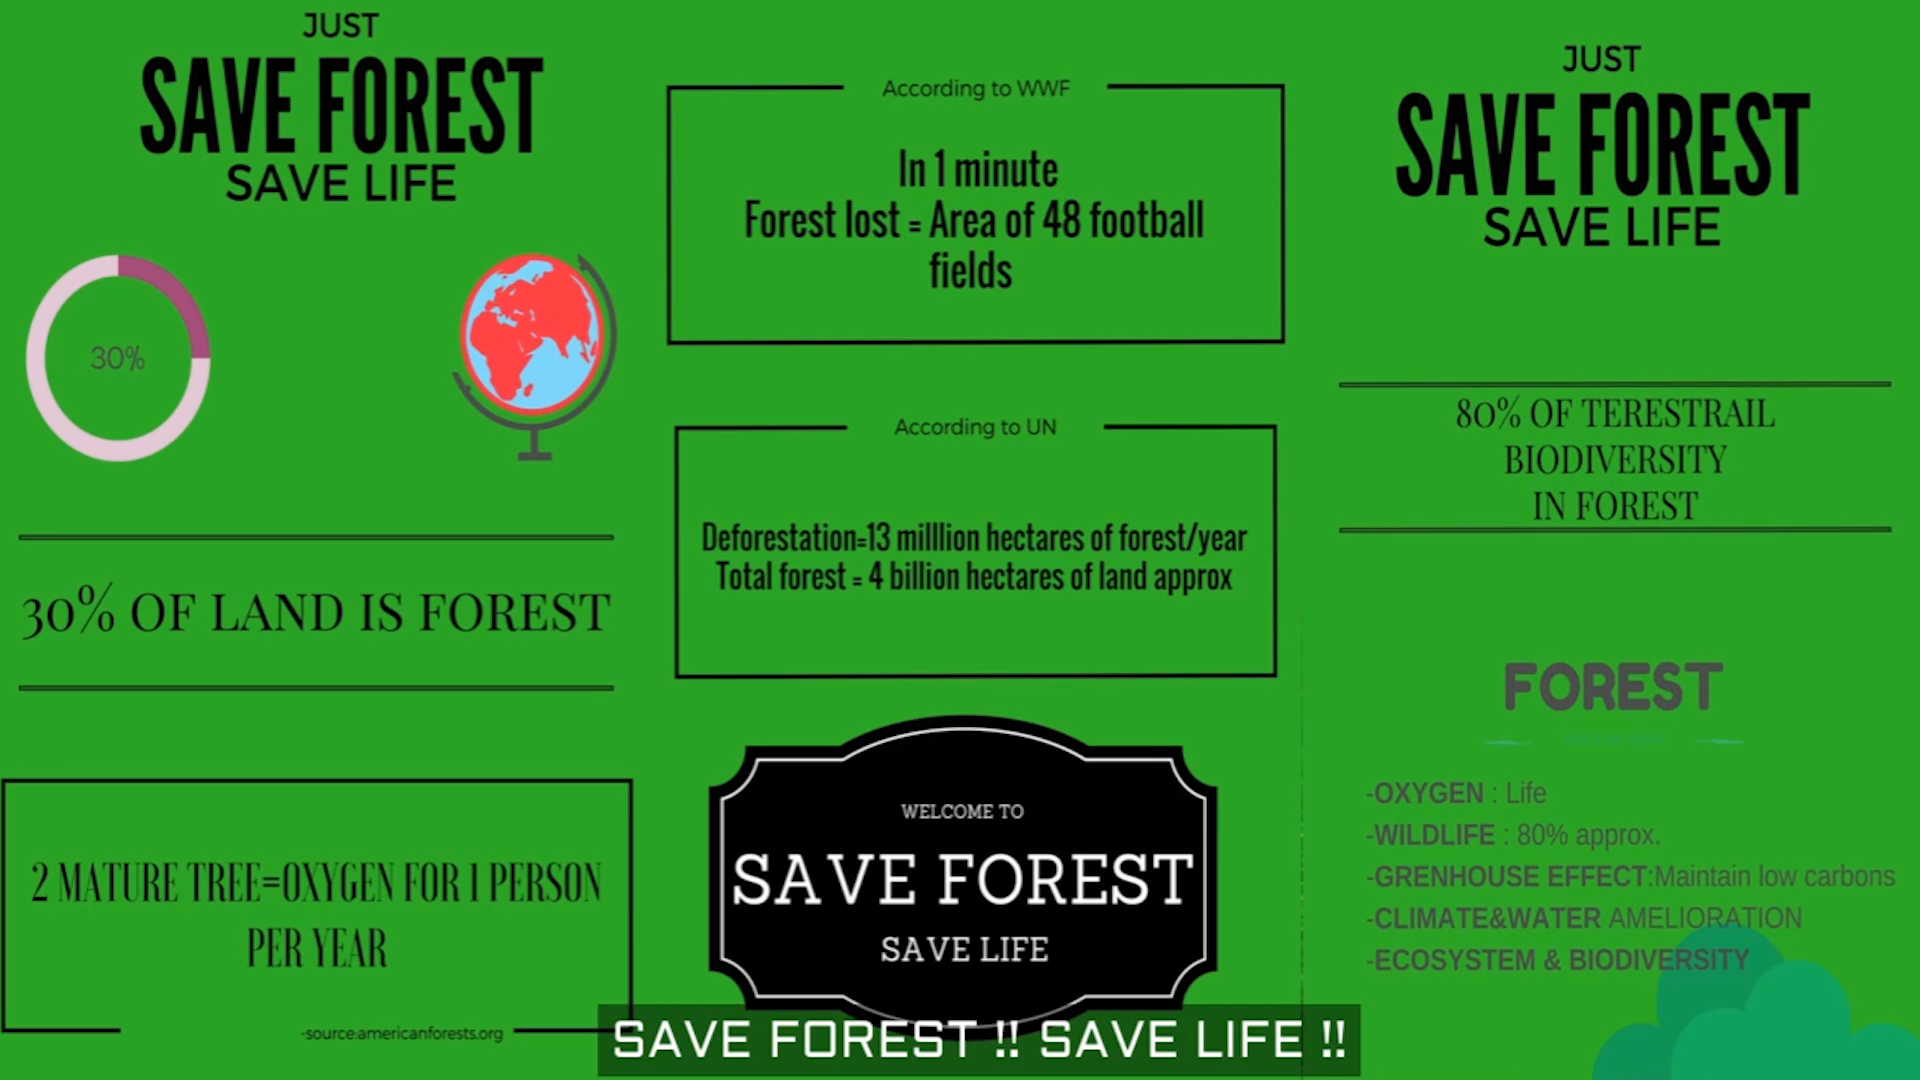 JUST
SAVE FOREST
SAVE LIFE
30%
30% OF LAND IS FOREST
2 MATURE TREE=OXYGEN FOR 1 PERSON
PER YEAR
-source:americanforests.org
According to WWF
In 1 minute
Forest lost = Area of 48 football
fields
According to UN
Deforestation=13 milllion hectares of forest/year
Total forest = 4 billion hectares of land approx
WELCOME TO
SAVE FOREST
SAVE LIFE
SAVE FOREST !! SAVE LIFE !!
JUST
SAVE FOREST
SAVE LIFE
80% OF TERESTRAIL
BIODIVERSITY
IN FOREST
FOREST
-OXYGEN : Life
-WILDLIFE : 80% approx.
-GRENHOUSE EFFECT:Maintain low carbons
-CLIMATE&WATER AMELIORATION
-ECOSYSTEM & BIODIVERSITY